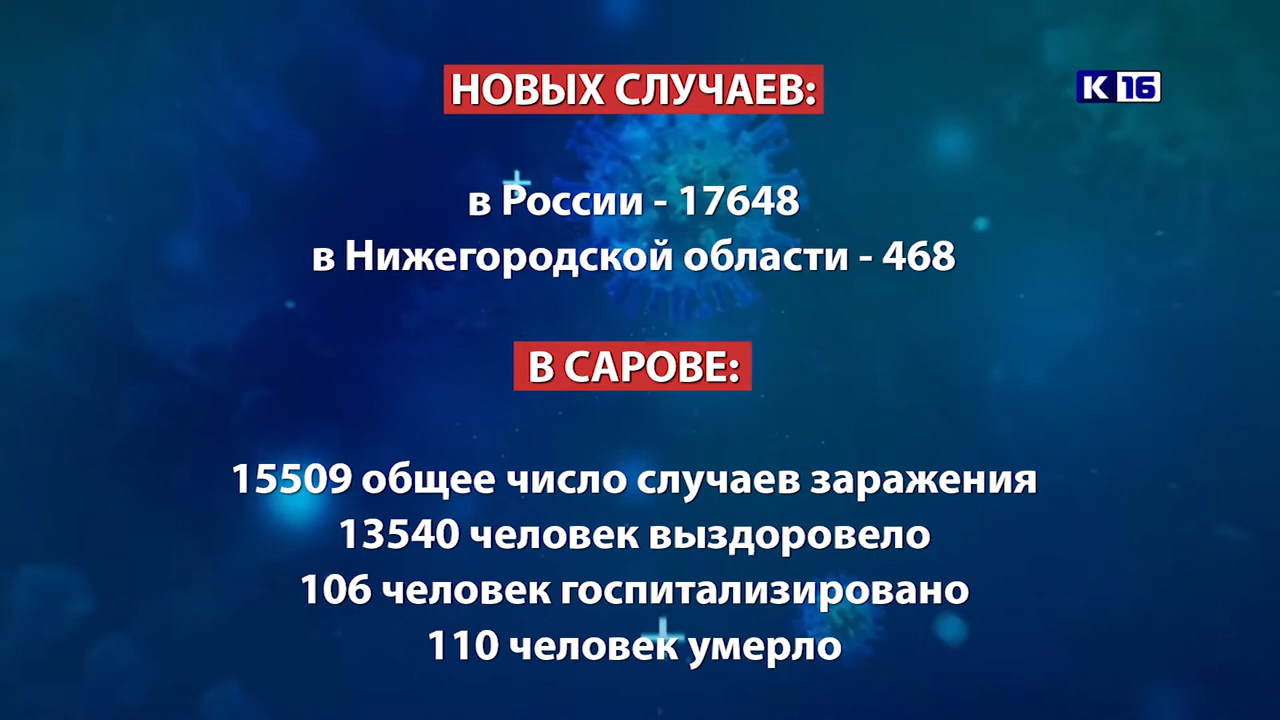 НОВЫХ СЛУЧАЕВ:
К 16
в России - 17648
в Нижегородской области - 468
В САРОВЕ:
15509 общее число случаев заражения
13540 человек выздоровело
106 человек госпитализировано
110 человек умерло